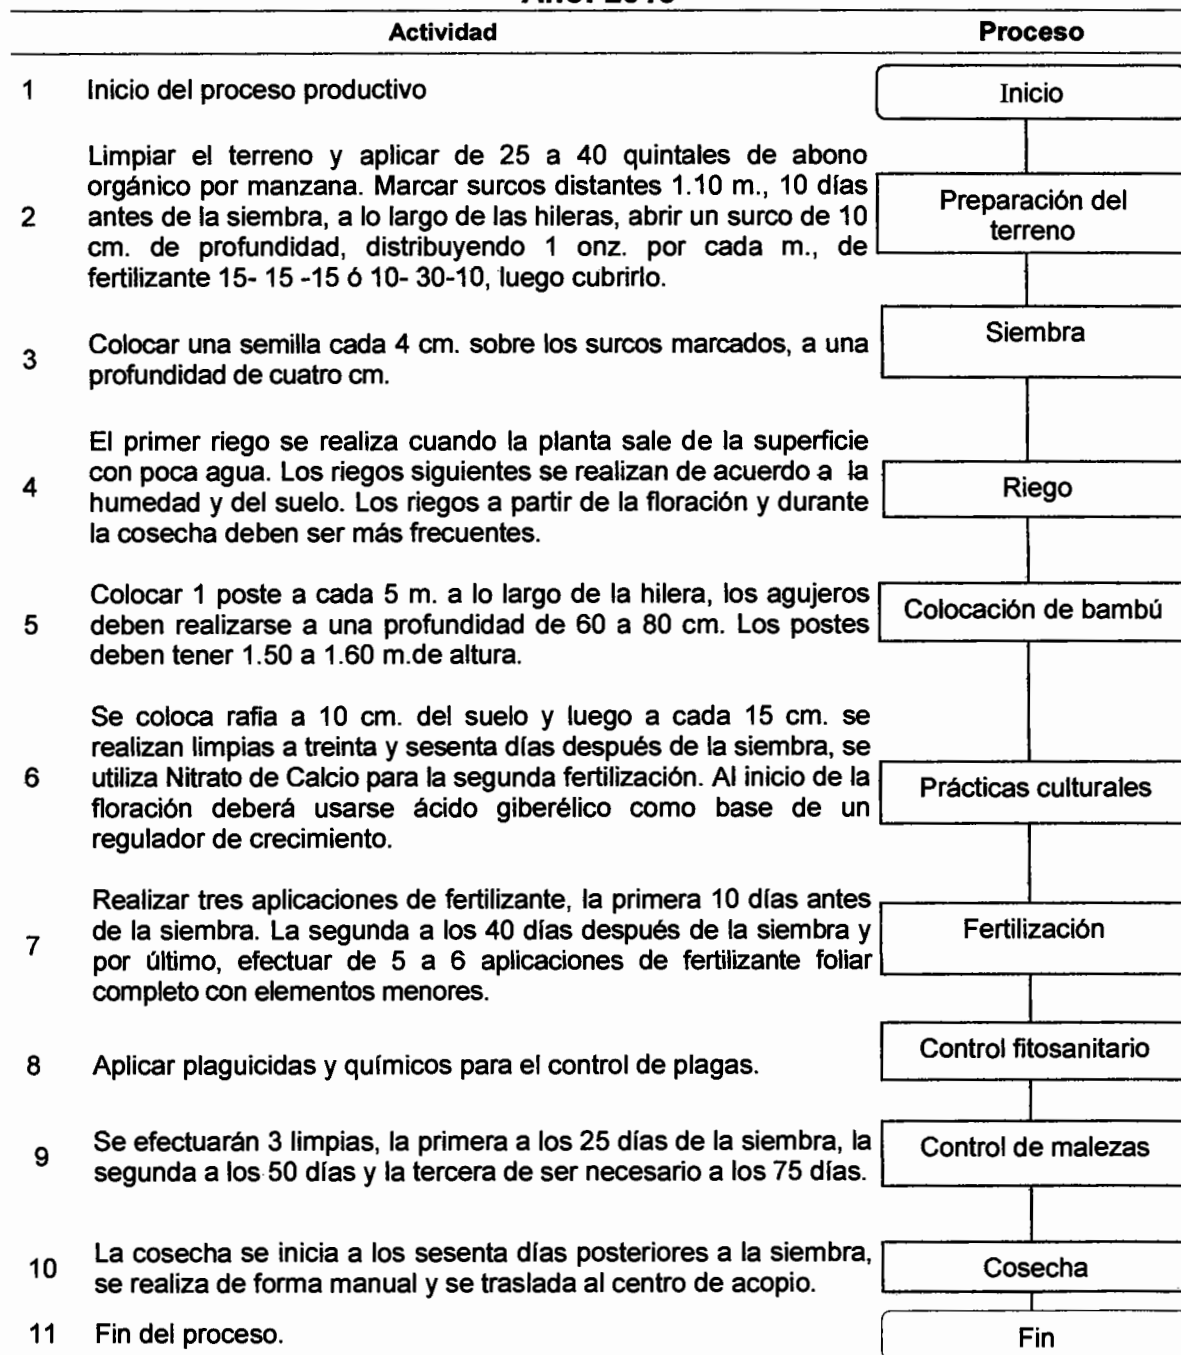 Actividad Proceso
1 Inicio del proceso productivo
Inicio
Limpiar el terreno y aplicar de 25 a 40 quintales de abono
orgánico por manzana. Marcar surcos distantes 1.10 m., 10 días
2 antes de la siembra, a lo largo de las hileras, abrir un surco de 10
cm. de profundidad, distribuyendo 1 onz. por cada m., de
fertilizante 15- 15 -15 ó 10- 30-10, luego cubrirlo.
Preparación del
terreno
3 Colocar una semilla cada 4 cm. sobre los surcos marcados, a una
profundidad de cuatro cm.
Siembra
El primer riego se realiza cuando la planta sale de la superficie
con poca agua. Los riegos siguientes se realizan de acuerdo a la
4 humedad y del suelo. Los riegos a partir de la floración y durante
la cosecha deben ser más frecuentes.
Riego
Colocar 1 poste a cada 5 m. a lo largo de la hilera, los agujeros
5 deben realizarse a una profundidad de 60 a 80 cm. Los postes
deben tener 1.50 a 1.60 m.de altura.
Colocación de bambú
Se coloca rafia a 10 cm. del suelo y luego a cada 15 cm. se
realizan limpias a treinta y sesenta días después de la siembra, se
6 utiliza Nitrato de Calcio para la segunda fertilización. Al inicio de la
floración deberá usarse ácido giberélico como base de un
regulador de crecimiento.
Prácticas culturales
Realizar tres aplicaciones de fertilizante, la primera 10 días antes
7 de la siembra. La segunda a los 40 días después de la siembra y
por último, efectuar de 5 a 6 aplicaciones de fertilizante foliar
completo con elementos menores.
Fertilización
8 Aplicar plaguicidas y químicos para el control de plagas.
Control fitosanitario
9 Se efectuarán 3 limpias, la primera a los 25 días de la siembra, la
segunda a los 50 días y la tercera de ser necesario a los 75 días.
Control de malezas
10 La cosecha se inicia a los sesenta días posteriores a la siembra,
se realiza de forma manual y se traslada al centro de acopio.
Cosecha
11 Fin del proceso.
Fin